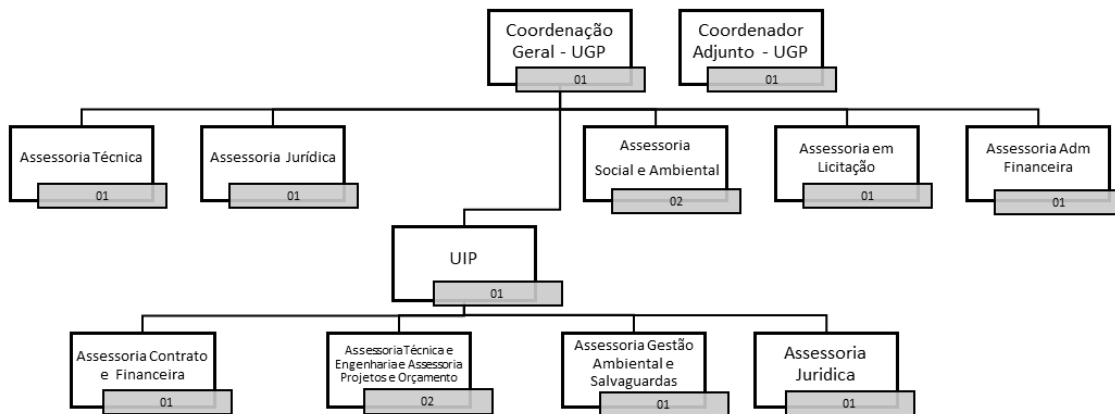 Coordenação
Geral - UGP
01
Coordenador
Adjunto - UGP
01
Assessoria Técnica
01
Assessoria Jurídica
01
Assessoria
Social e Ambiental
02
Assessoria em
Licitação
01
Assessoria Adm
Financeira
01
UIP
01
Assessoria Contrato
e Financeira
01
Assessoria Técnica e
Engenharia e Assessoria
Projetos e Orçamento
02
Assessoria Gestão
Ambiental e
Salvaguardas
01
Assessoria
Juridica
01